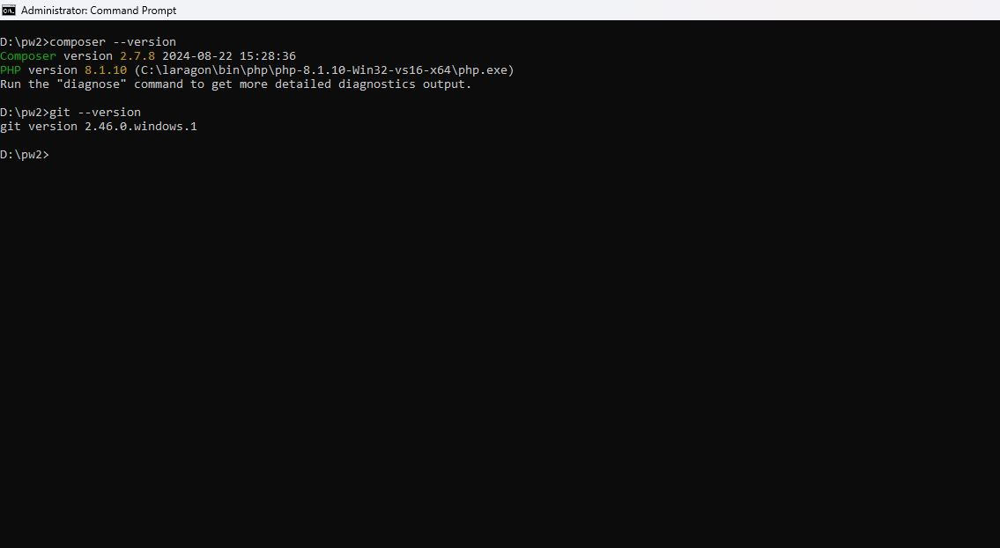 Administrator: Command Prompt
D:\pw2>composer --version
Composer version 2.7.8 2024-08-22 15:28:36
PHP version 8.1.10 (C:\laragon\bin\php\php-8.1.10-Win32-vs16-x64\php.exe)
Run the "diagnose" command to get more detailed diagnostics output.
D:\pw2>git --version
git version 2.46.0.windows.1
D:\pw2>